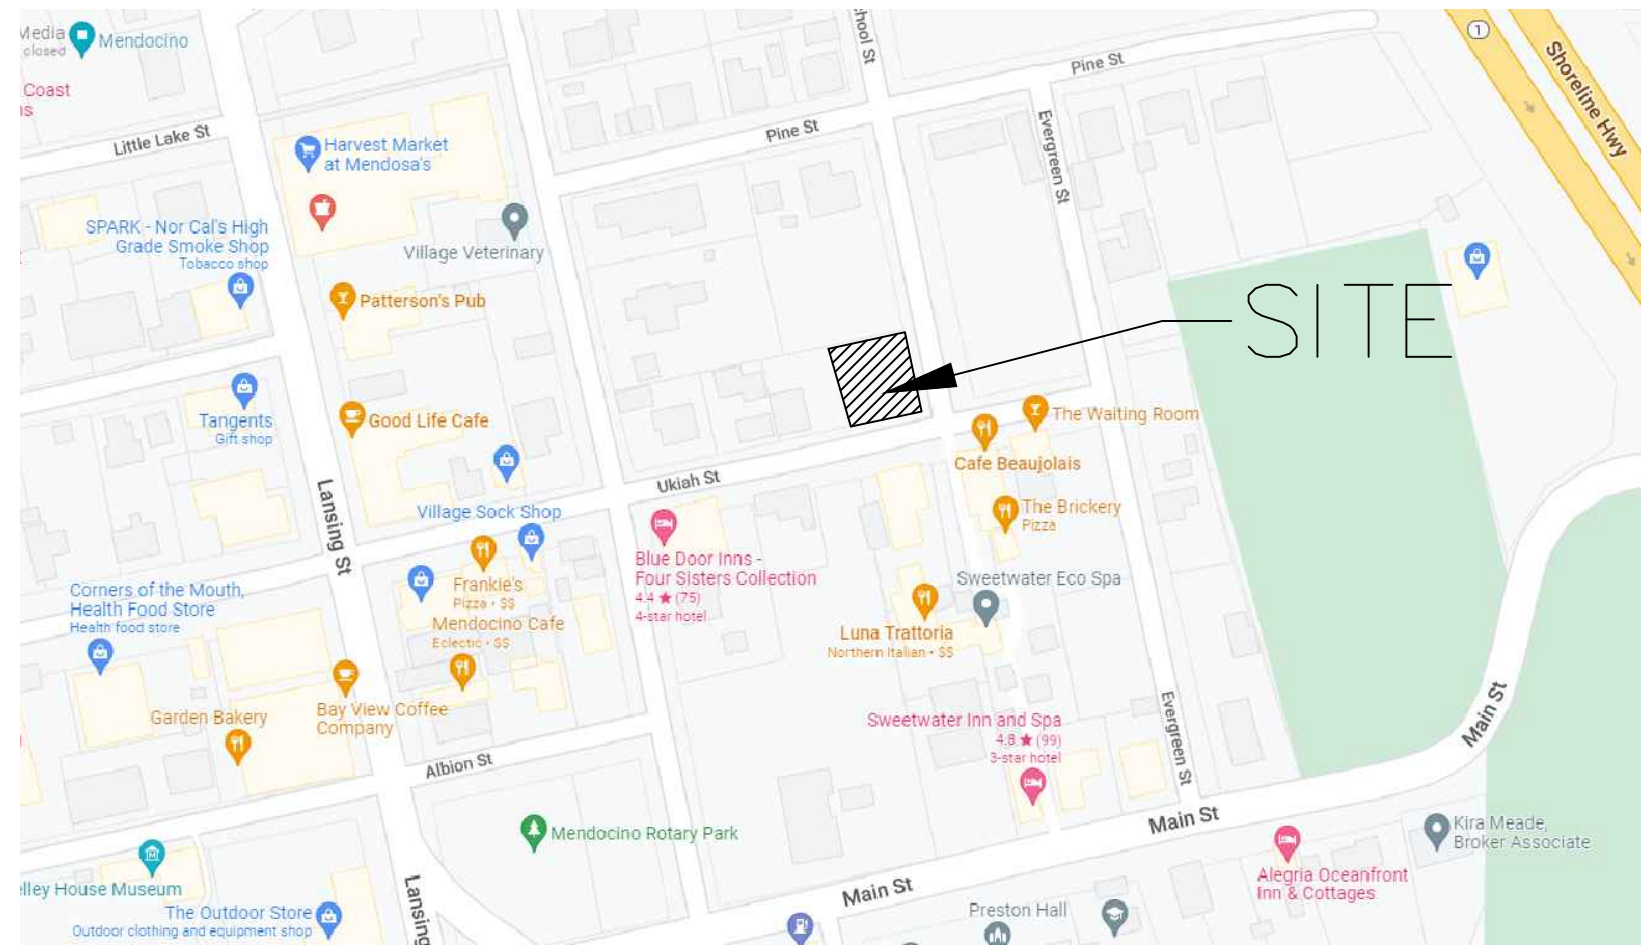 Media
closed
Mendocino
Coast
ns
Little Lake St
Harvest Market
at Mendosa's
SPARK - Nor Cal's High
Grade Smoke Shop
Tobacco shop
Village Veterinary
Patterson's Pub
Pine St
chool St
Pine St
Evergreen St
1
Shoreline Hwy
SITE
Tangents
Gift shop
Good Life Cafe
Lansing St
Village Sock Shop
Ukiah St
The Waiting Room
Cafe Beaujolais
The Brickery
Pizza
Blue Door Inns -
Four Sisters Collection
4.4 ★ (75)
4-star hotel
Frankie's
Pizza • $$
Mendocino Cafe
Eclectic • $$
Corners of the Mouth,
Health Food Store
Health food store
Sweetwater Eco Spa
Luna Trattoria
Northern Italian • $$
Garden Bakery
Bay View Coffee
Company
Albion St
Sweetwater Inn and Spa
4.8 ★ (99)
3-star hotel
Evergreen St
Main St
Main St
Mendocino Rotary Park
Kira Meade,
Broker Associate
elley House Museum
Alegria Oceanfront
Inn & Cottages
Main St
Preston Hall
The Outdoor Store
Outdoor clothing and equipment shop
Lansing